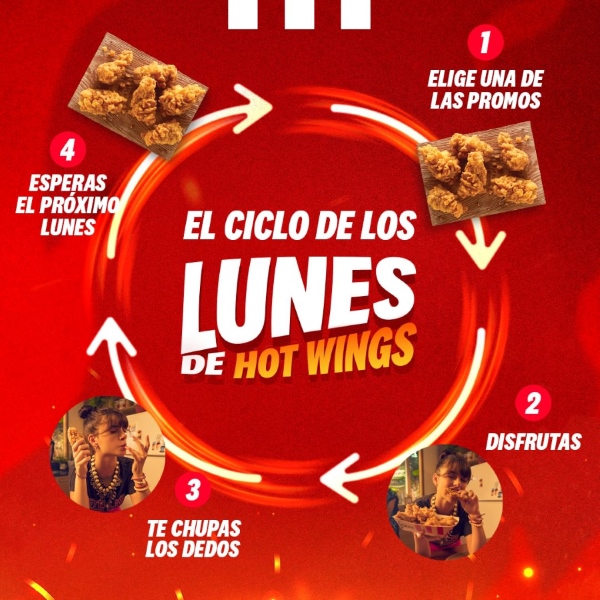 1
ELIGE UNA DE
LAS PROMOS
4
ESPERAS
EL PRÓXIMO
LUNES
EL CICLO DE LOS
LUNES
DE HOT WINGS
2
DISFRUTAS
3
TE CHUPAS
LOS DEDOS